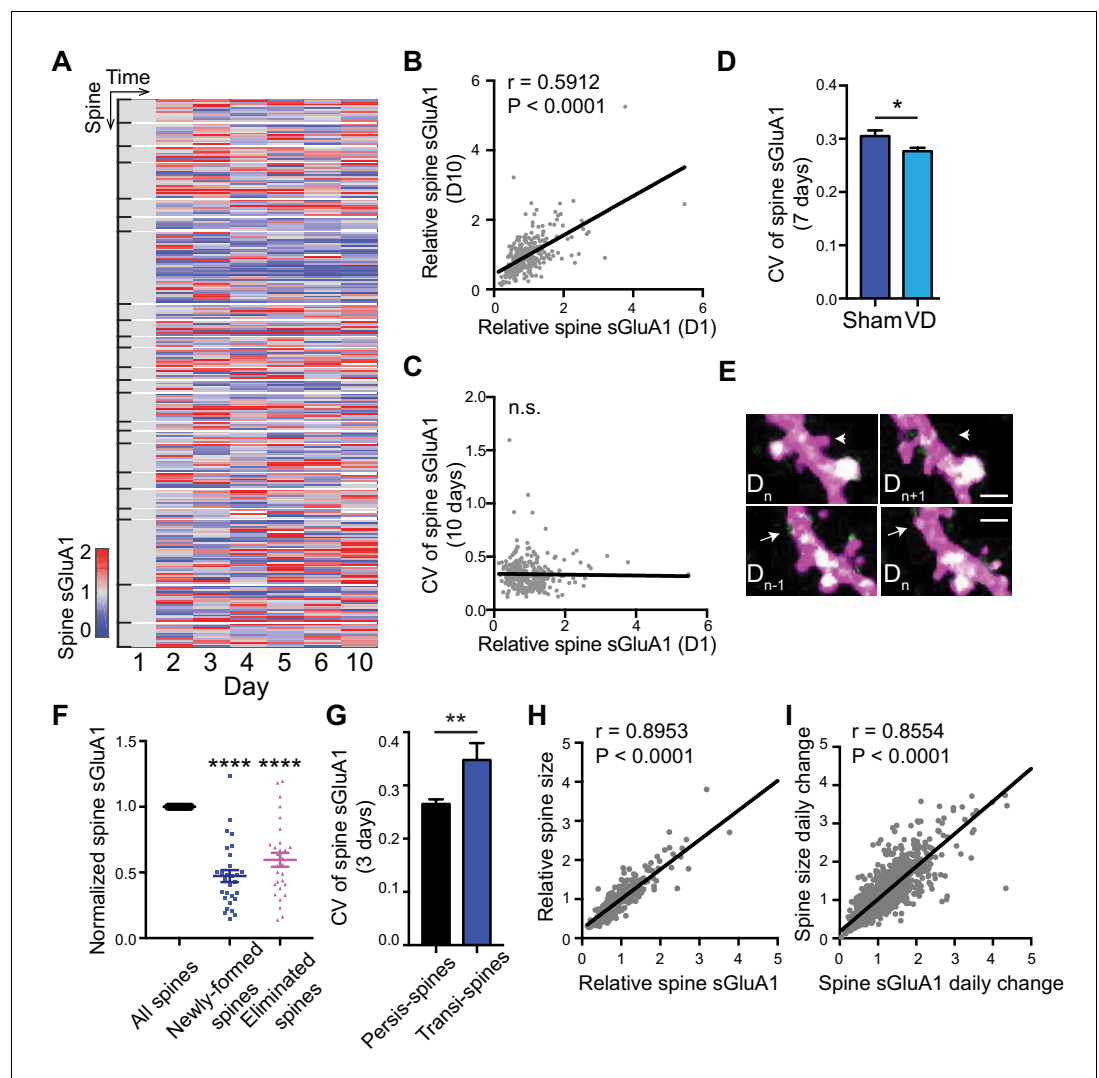 A
Time
Spine
Spine sGluA1
2
1
0
1 2 3 4 5 6 10
Day
B
r = 0.5912
P < 0.0001
Relative spine sGluA1
(D10)
6
4
2
0
0 2 4 6
Relative spine sGluA1 (D1)
C
n.s.
CV of spine sGluA1
(10 days)
2.0
1.5
1.0
0.5
0.0
0 2 4 6
Relative spine sGluA1 (D1)
D
*
CV of spine sGluA1
(7 days)
0.4
0.3
0.2
0.1
0.0
Sham VD
E
Dn
Dn+1
Dn-1
Dn
F
Normalized spine sGluA1
1.5
1.0
0.5
0.0
**** ****
All spines
Newly-formed
spines
Eliminated
spines
G
**
CV of spine sGluA1
(3 days)
0.4
0.3
0.2
0.1
0.0
Persis-spines
Transi-spines
H
r = 0.8953
P < 0.0001
Relative spine size
5
4
3
2
1
0
0 1 2 3 4 5
Relative spine sGluA1
I
r = 0.8554
P < 0.0001
Spine size daily change
5
4
3
2
1
0
0 1 2 3 4 5
Spine sGluA1 daily change